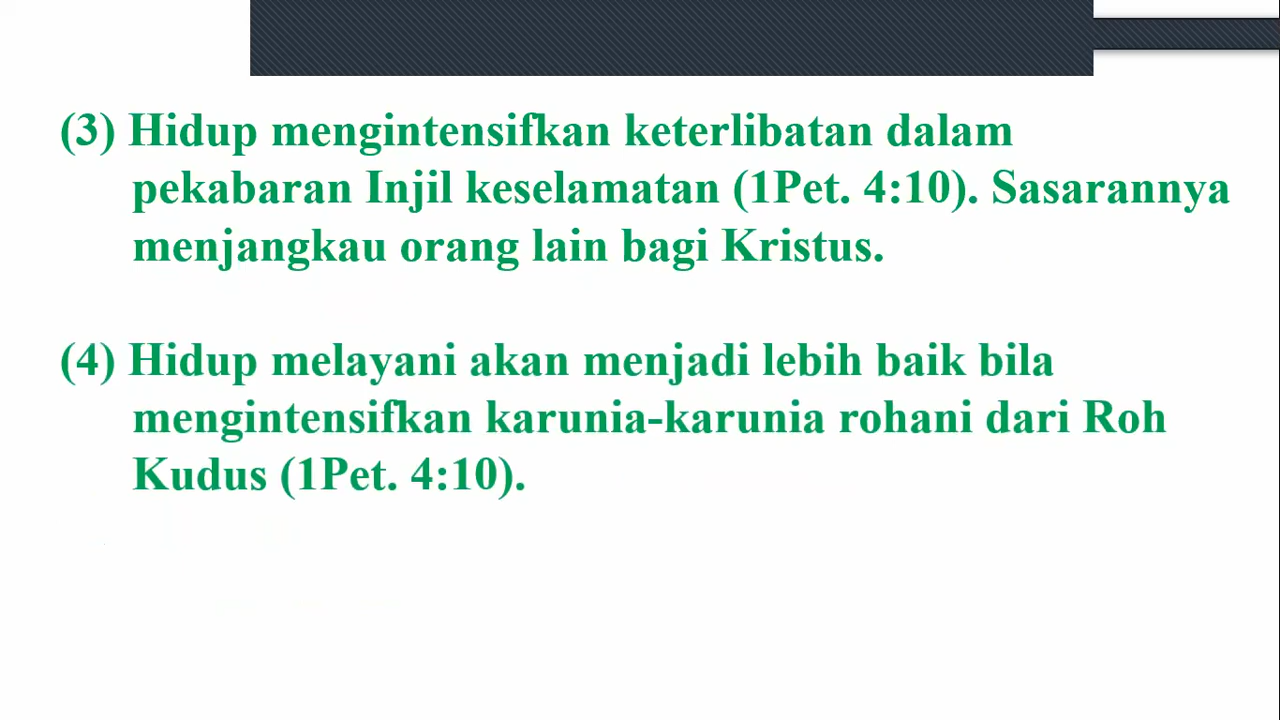 (3) Hidup mengintensifkan keterlibatan dalam
pekabaran Injil keselamatan (1Pet. 4:10). Sasarannya
menjangkau orang lain bagi Kristus.
(4) Hidup melayani akan menjadi lebih baik bila
mengintensifkan karunia-karunia rohani dari Roh
Kudus (1Pet. 4:10).